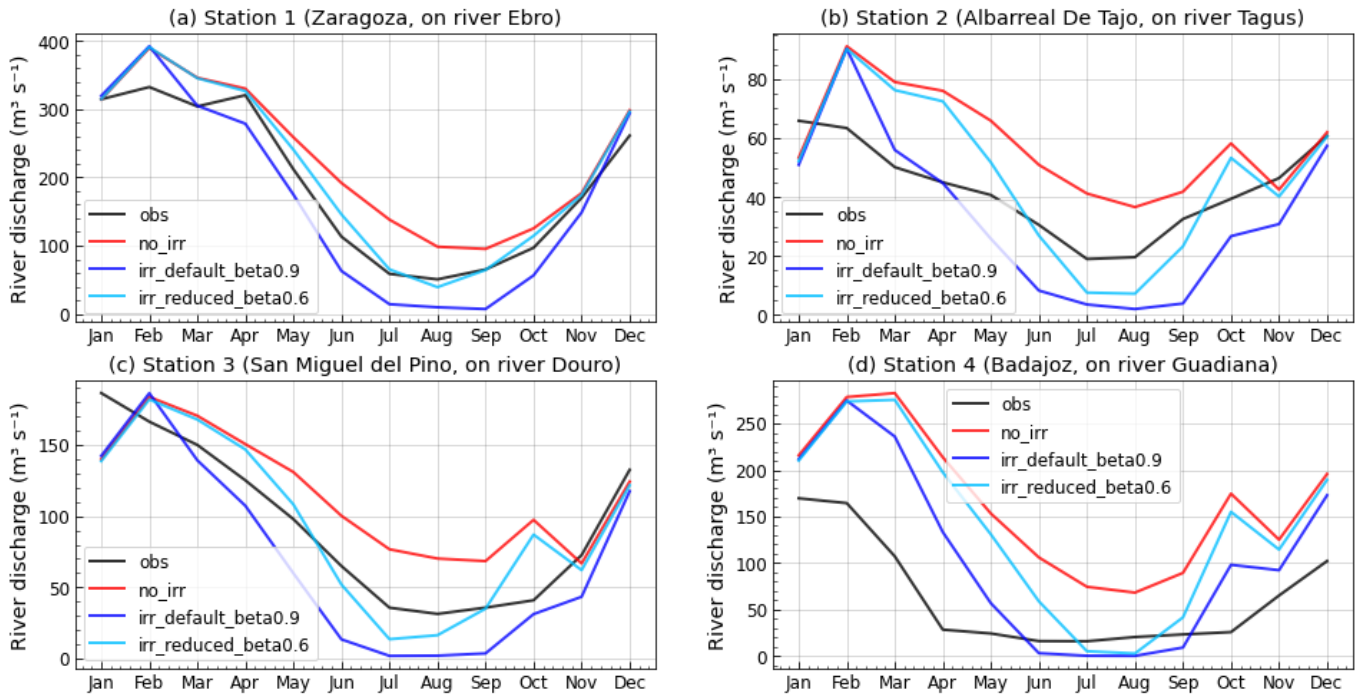 (a) Station 1 (Zaragoza, on river Ebro)
River discharge (m³ s⁻¹)
400
300
200
100
0
obs
no_irr
irr_default_beta0.9
irr_reduced_beta0.6
Jan Feb Mar Apr May Jun Jul Aug Sep Oct Nov Dec
(b) Station 2 (Albarreal De Tajo, on river Tagus)
River discharge (m³ s⁻¹)
80
60
40
20
0
obs
no_irr
irr_default_beta0.9
irr_reduced_beta0.6
Jan Feb Mar Apr May Jun Jul Aug Sep Oct Nov Dec
(c) Station 3 (San Miguel del Pino, on river Douro)
River discharge (m³ s⁻¹)
150
100
50
0
obs
no_irr
irr_default_beta0.9
irr_reduced_beta0.6
Jan Feb Mar Apr May Jun Jul Aug Sep Oct Nov Dec
(d) Station 4 (Badajoz, on river Guadiana)
River discharge (m³ s⁻¹)
250
200
150
100
50
0
obs
no_irr
irr_default_beta0.9
irr_reduced_beta0.6
Jan Feb Mar Apr May Jun Jul Aug Sep Oct Nov Dec